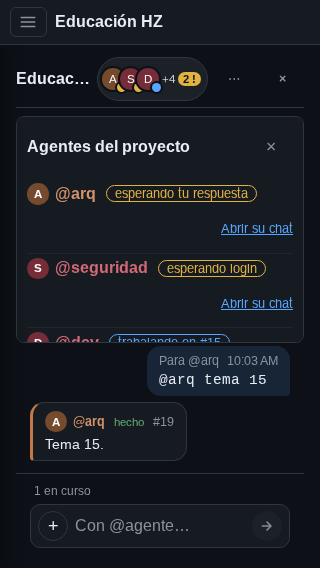 Educación HZ
Educac... A S D +4 2 ! ... ×
Agentes del proyecto ×
A @arq esperando tu respuesta
Abrir su chat
S @seguridad esperando login
Abrir su chat
D @dev trabajando en #15
Para @arq 10:03 AM
@arq tema 15
A @arq hecho #19
Tema 15.
1 en curso
+ Con @agente... →